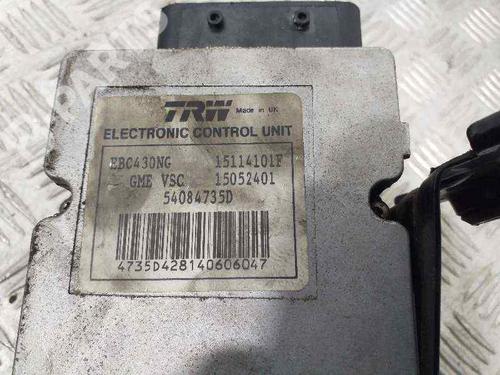 TRW Made in UK
ELECTRONIC CONTROL UNIT
EBC430NG 15114101F
GME VSC 15052401
54084735D
4735D428140606047